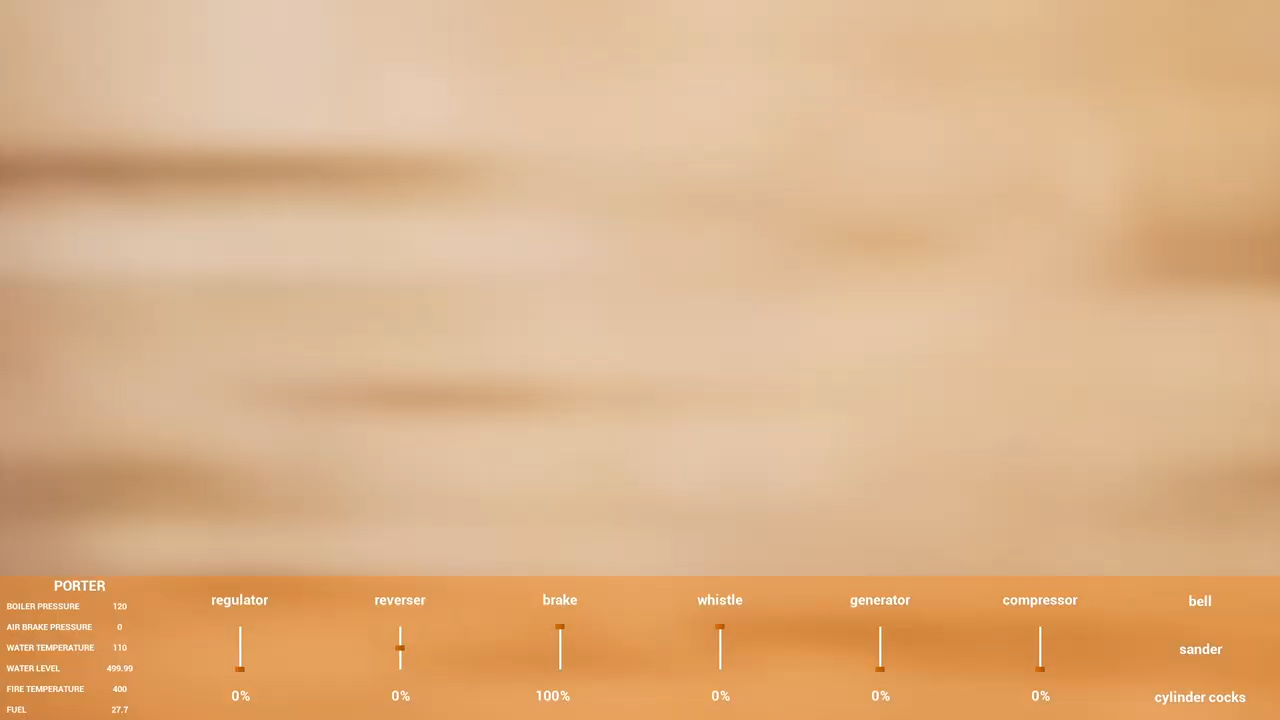 PORTER
BOILER PRESSURE 120
AIR BRAKE PRESSURE 0
WATER TEMPERATURE 110
WATER LEVEL 499.99
FIRE TEMPERATURE 400
FUEL 27.7
regulator
0%
reverser
0%
brake
100%
whistle
0%
generator
0%
compressor
0%
bell
sander
cylinder cocks